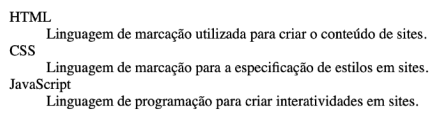 HTML
Linguagem de marcação utilizada para criar o conteúdo de sites.
CSS
Linguagem de marcação para a especificação de estilos em sites.
JavaScript
Linguagem de programação para criar interatividades em sites.